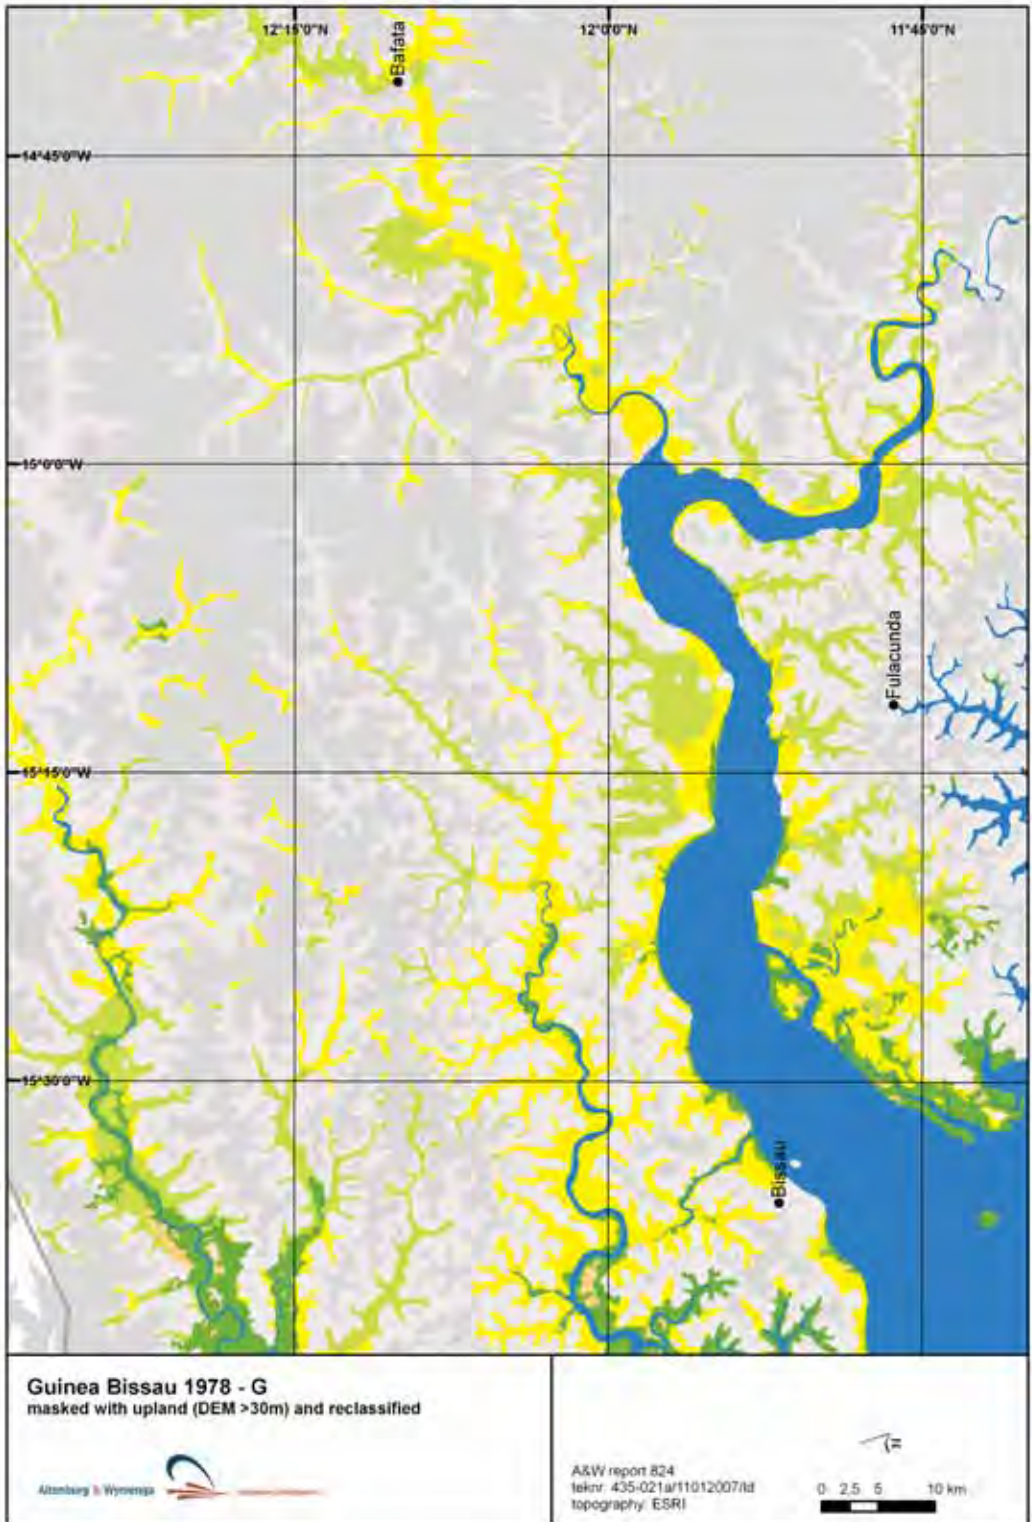 12°15'0"N
12°0'0"N
11°45'0"N
Bafata
14°45'0"W
15°0'0"W
Fulacunda
15°15'0"W
15°30'0"W
Bissau
Guinea Bissau 1978 - G
masked with upland (DEM >30m) and reclassified
Altenburg & Wymenga
A&W report 824
teknr. 435-021a/11012007/ld
topography: ESRI
0 2,5 5 10 km